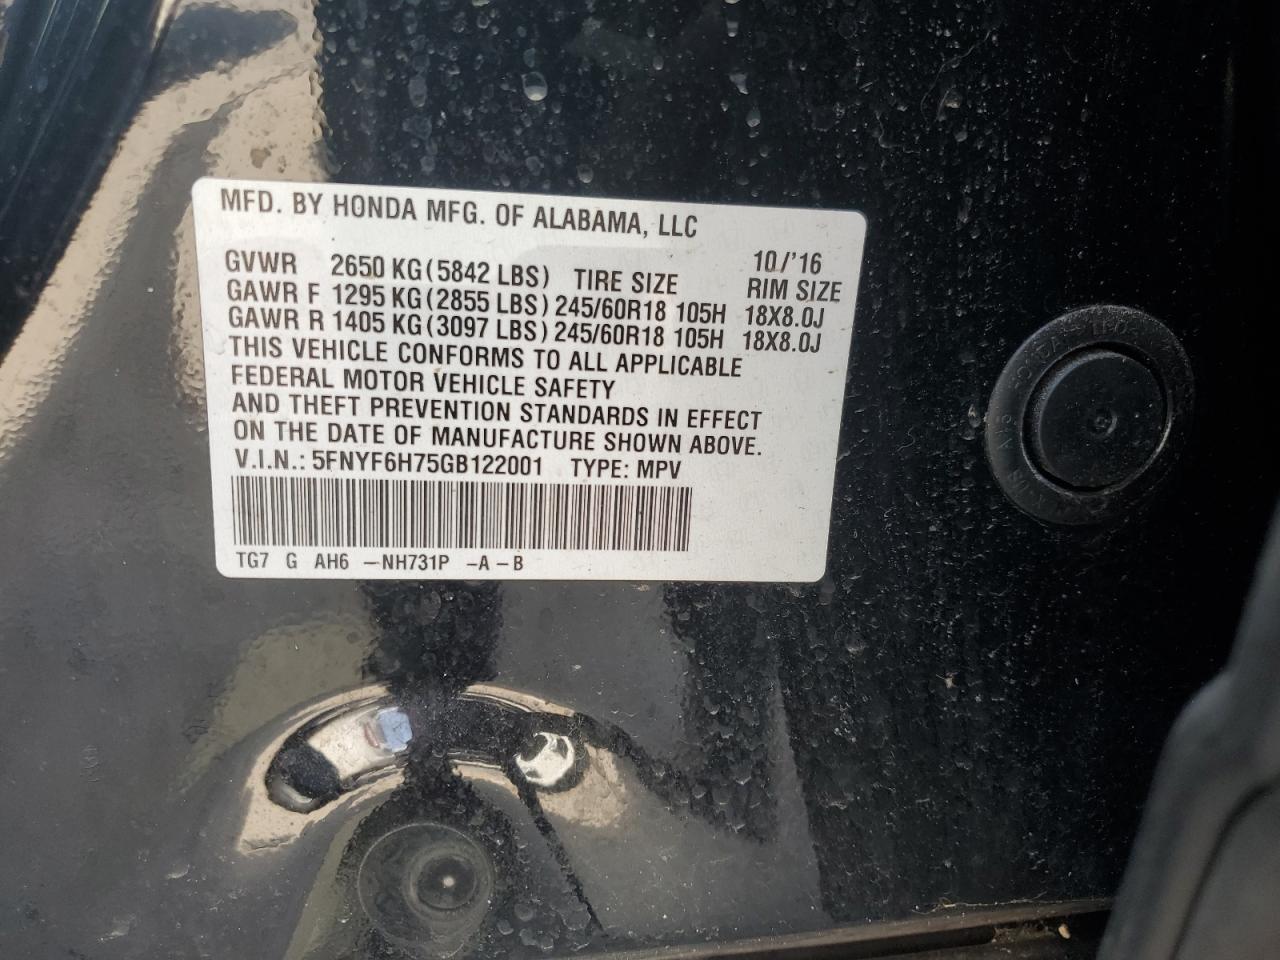 MFD. BY HONDA MFG. OF ALABAMA, LLC
10/'16
GVWR 2650 KG (5842 LBS) TIRE SIZE RIM SIZE
GAWR F 1295 KG (2855 LBS) 245/60R18 105H 18X8.0J
GAWR R 1405 KG (3097 LBS) 245/60R18 105H 18X8.0J
THIS VEHICLE CONFORMS TO ALL APPLICABLE
FEDERAL MOTOR VEHICLE SAFETY
AND THEFT PREVENTION STANDARDS IN EFFECT
ON THE DATE OF MANUFACTURE SHOWN ABOVE.
V.I.N.: 5FNYF6H75GB122001 TYPE: MPV
TG7 G AH6 –NH731P –A–B